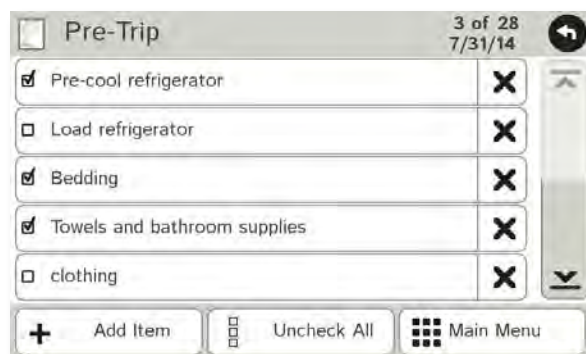 Pre-Trip
3 of 28
7/31/14
Pre-cool refrigerator
Load refrigerator
Bedding
Towels and bathroom supplies
clothing
Add Item
Uncheck All
Main Menu